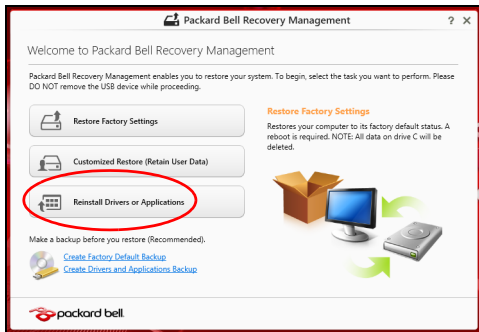 Packard Bell Recovery Management
? X
Welcome to Packard Bell Recovery Management
Packard Bell Recovery Management enables you to restore your system. To begin, select the task you want to perform. Please
DO NOT remove the USB device while proceeding.
Restore Factory Settings
Customized Restore (Retain User Data)
Reinstall Drivers or Applications
Restore Factory Settings
Restores your computer to its factory default status. A
reboot is required. NOTE: All data on drive C will be
deleted.
Make a backup before you restore (Recommended).
Create Factory Default Backup
Create Drivers and Applications Backup
packard bell